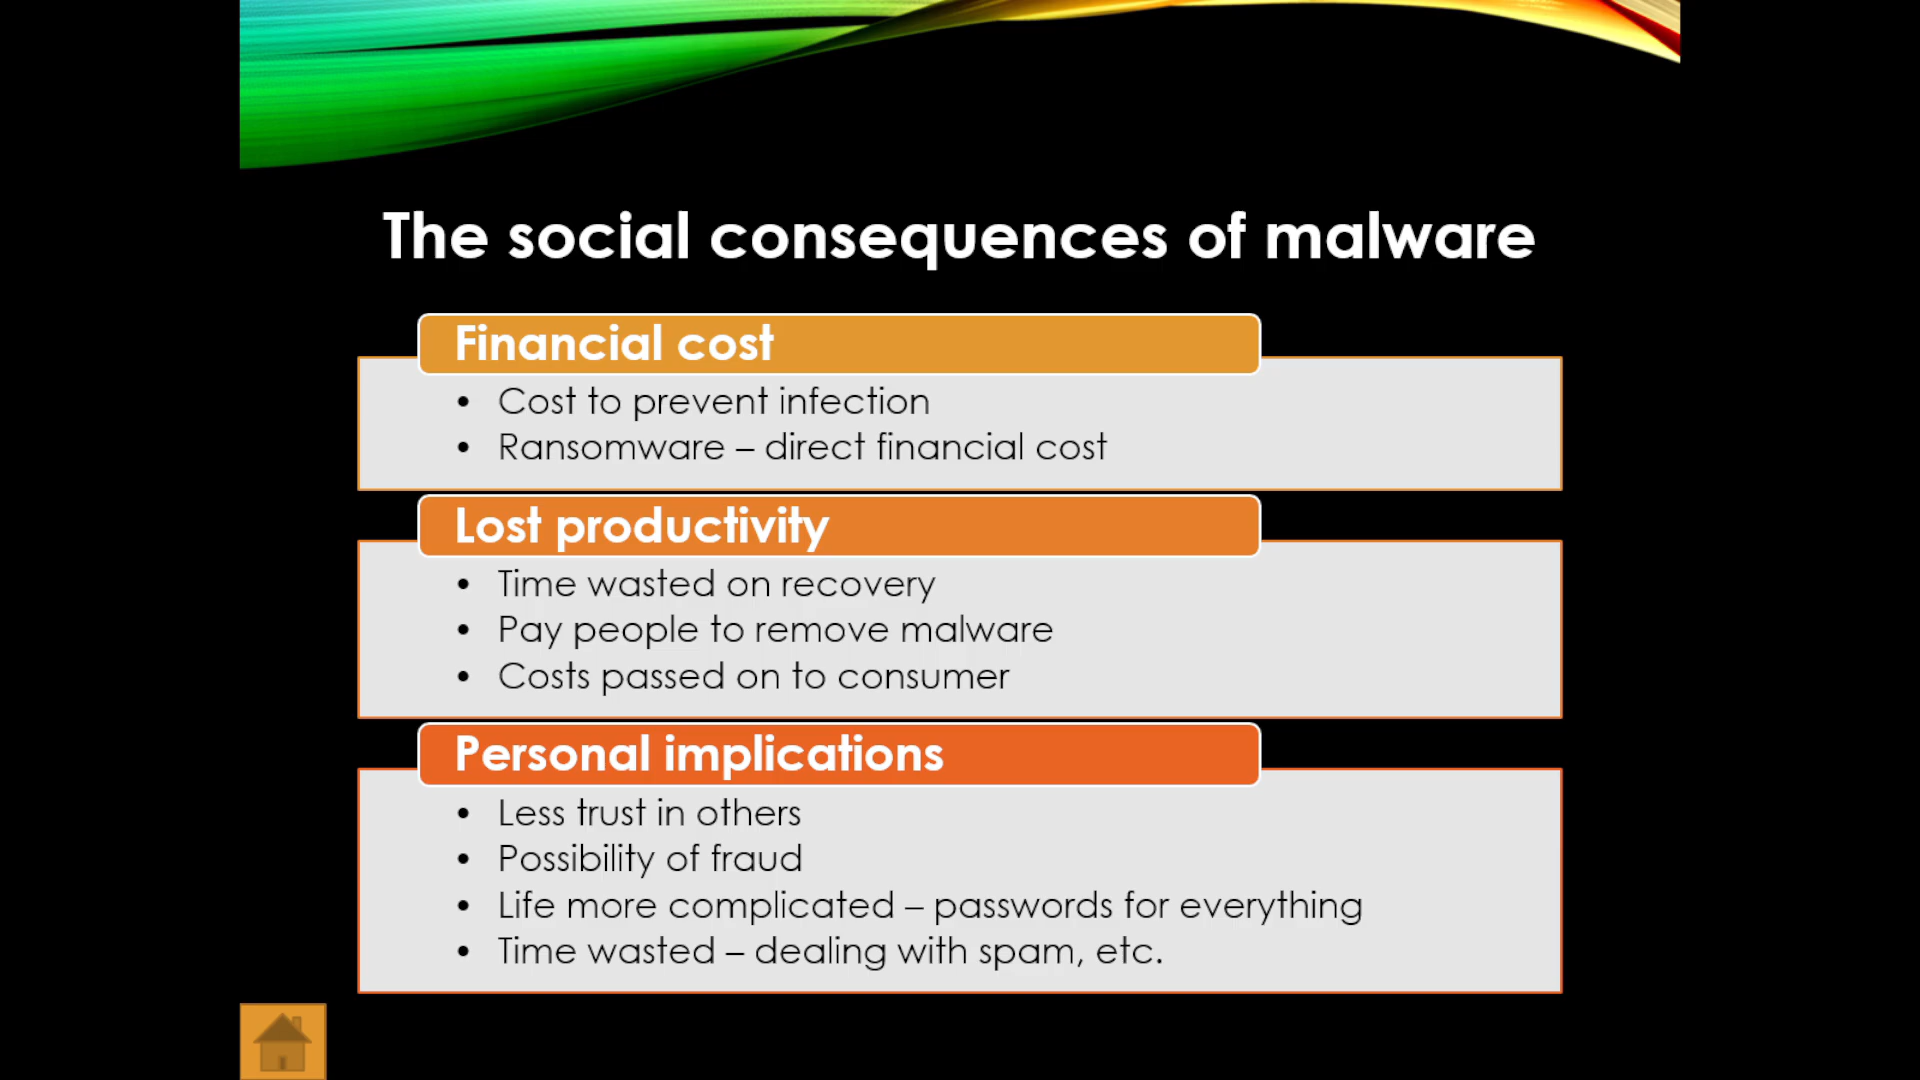 The social consequences of malware
Financial cost
• Cost to prevent infection
• Ransomware – direct financial cost
Lost productivity
• Time wasted on recovery
• Pay people to remove malware
• Costs passed on to consumer
Personal implications
• Less trust in others
• Possibility of fraud
• Life more complicated – passwords for everything
• Time wasted – dealing with spam, etc.